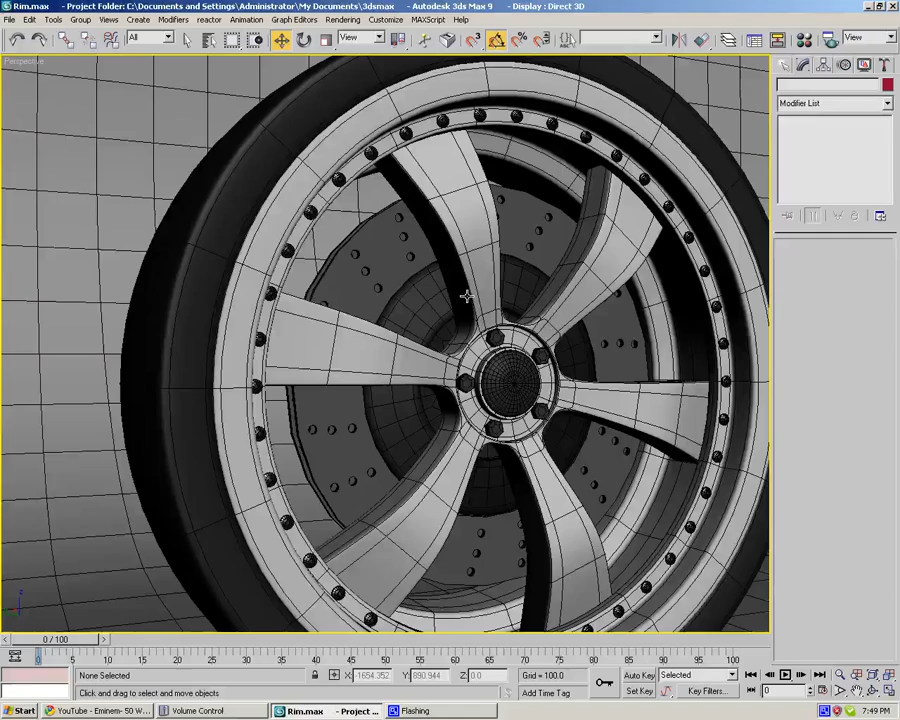 Rim.max - Project Folder: C:\Documents and Settings\Administrator\My Documents\3dsmax - Autodesk 3ds Max 9 - Display : Direct 3D
File Edit Tools Group Views Create Modifiers reactor Animation Graph Editors Rendering Customize MAXScript Help
All View View
Perspective
Modifier List
0 / 100
0 5 10 15 20 25 30 35 40 45 50 55 60 65 70 75 80 85 90 95 100
None Selected X: -1654.352 Y: 890.944 Z: 0.0 Grid = 100.0 Auto Key Selected
Click and drag to select and move objects Add Time Tag Set Key Key Filters... 0
Start YouTube - Eminem- 50 W... Volume Control Rim.max - Project ... Flashing 7:49 PM